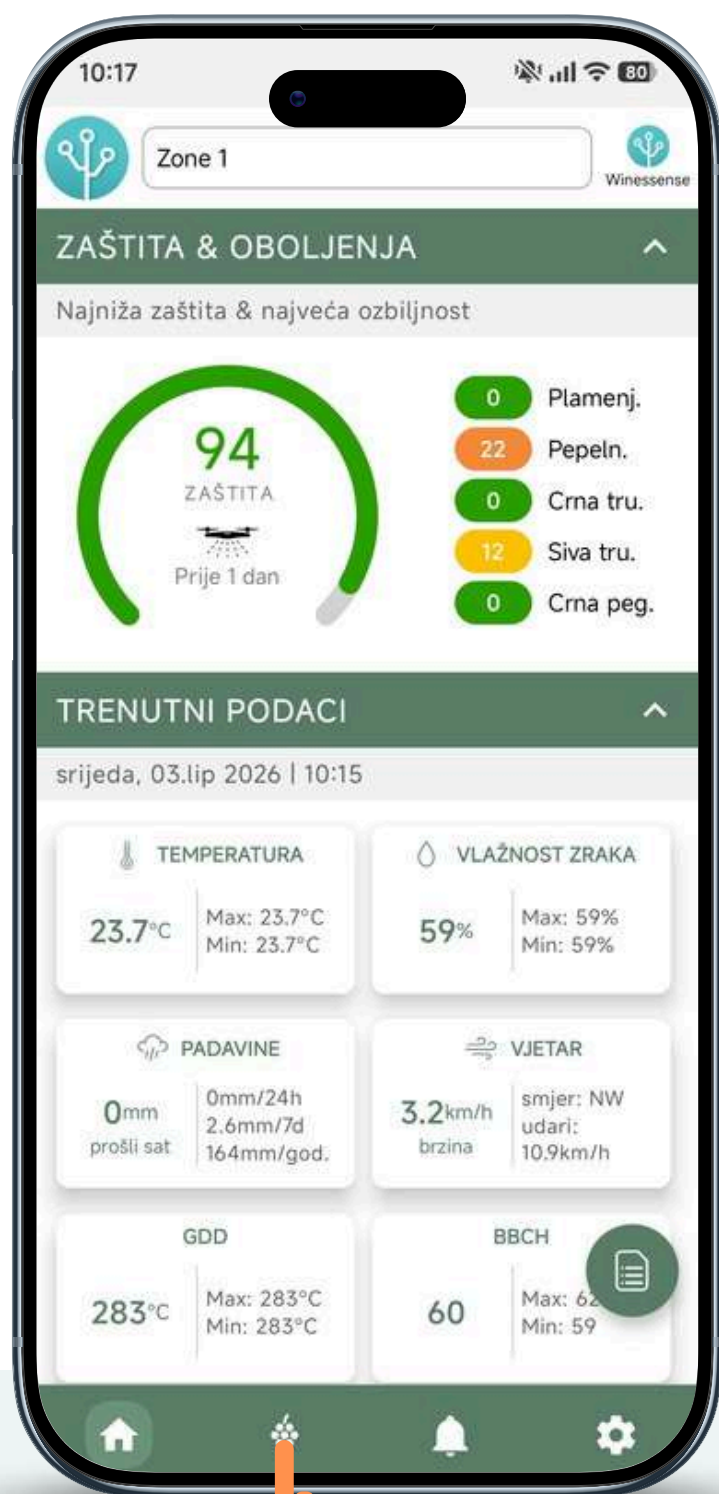 10:17
80
Zone 1
Winessense
ZAŠTITA & OBOLJENJA
Najniža zaštita & najveća ozbiljnost
94
ZAŠTITA
Prije 1 dan
0 Plamenj.
22 Pepeln.
0 Crna tru.
12 Siva tru.
0 Crna peg.
TRENUTNI PODACI
srijeda, 03.lip 2026 | 10:15
TEMPERATURA
23.7°C
Max: 23.7°C
Min: 23.7°C
VLAŽNOST ZRAKA
59%
Max: 59%
Min: 59%
PADAVINE
0mm
prošli sat
0mm/24h
2.6mm/7d
164mm/god.
VJETAR
3.2km/h
brzina
smjer: NW
udari:
10.9km/h
GDD
283°C
Max: 283°C
Min: 283°C
BBCH
60
Max: 62
Min: 59